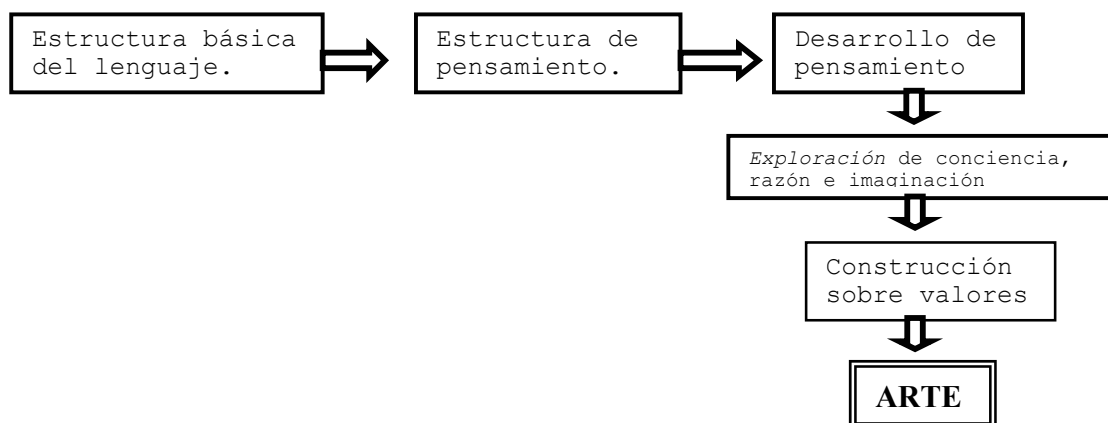 Estructura básica
del lenguaje.
Estructura de
pensamiento.
Desarrollo de
pensamiento
Exploración de conciencia,
razón e imaginación
Construcción
sobre valores
ARTE